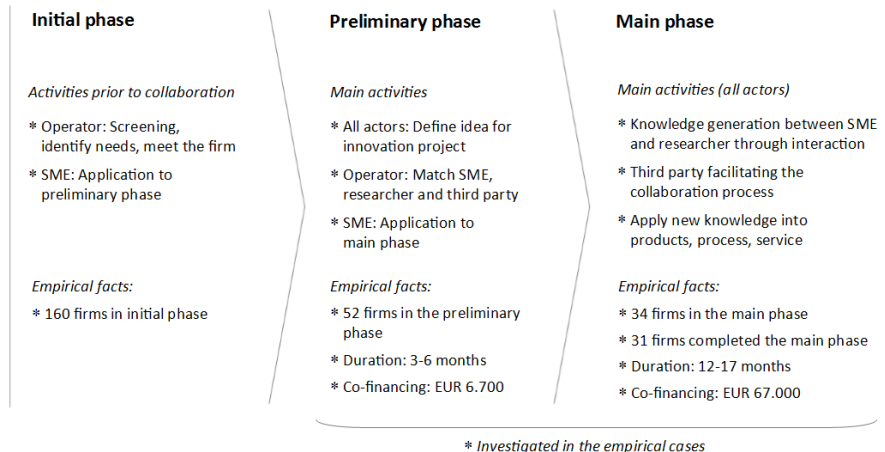 Initial phase
Activities prior to collaboration
* Operator: Screening,
identify needs, meet the firm
* SME: Application to
preliminary phase
Empirical facts:
* 160 firms in initial phase
Preliminary phase
Main activities
* All actors: Define idea for
innovation project
* Operator: Match SME,
researcher and third party
* SME: Application to
main phase
Empirical facts:
* 52 firms in the preliminary
phase
* Duration: 3-6 months
* Co-financing: EUR 6.700
Main phase
Main activities (all actors)
* Knowledge generation between SME
and researcher through interaction
* Third party facilitating the
collaboration process
* Apply new knowledge into
products, process, service
Empirical facts:
* 34 firms in the main phase
* 31 firms completed the main phase
* Duration: 12-17 months
* Co-financing: EUR 67.000
* Investigated in the empirical cases